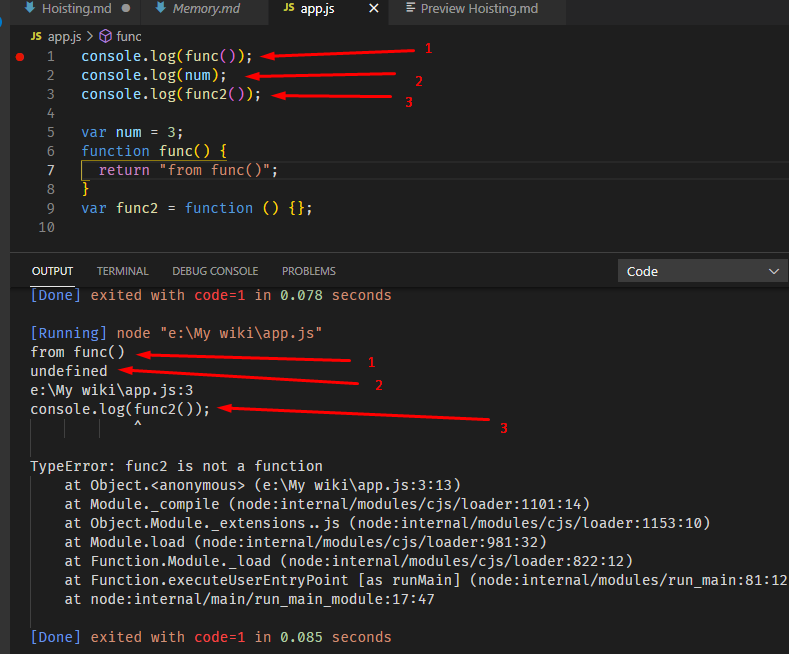 Hoisting.md Memory.md JS app.js Preview Hoisting.md
JS app.js > func
1 console.log(func()); 1
2 console.log(num); 2
3 console.log(func2()); 3
4
5 var num = 3;
6 function func() {
7 return "from func()";
8 }
9 var func2 = function () {};
10
OUTPUT TERMINAL DEBUG CONSOLE PROBLEMS Code
[Done] exited with code=1 in 0.078 seconds
[Running] node "e:\My wiki\app.js"
from func() 1
undefined 2
e:\My wiki\app.js:3
console.log(func2()); 3
^
TypeError: func2 is not a function
at Object.<anonymous> (e:\My wiki\app.js:3:13)
at Module._compile (node:internal/modules/cjs/loader:1101:14)
at Object.Module._extensions..js (node:internal/modules/cjs/loader:1153:10)
at Module.load (node:internal/modules/cjs/loader:981:32)
at Function.Module._load (node:internal/modules/cjs/loader:822:12)
at Function.executeUserEntryPoint [as runMain] (node:internal/modules/run_main:81:12
at node:internal/main/run_main_module:17:47
[Done] exited with code=1 in 0.085 seconds